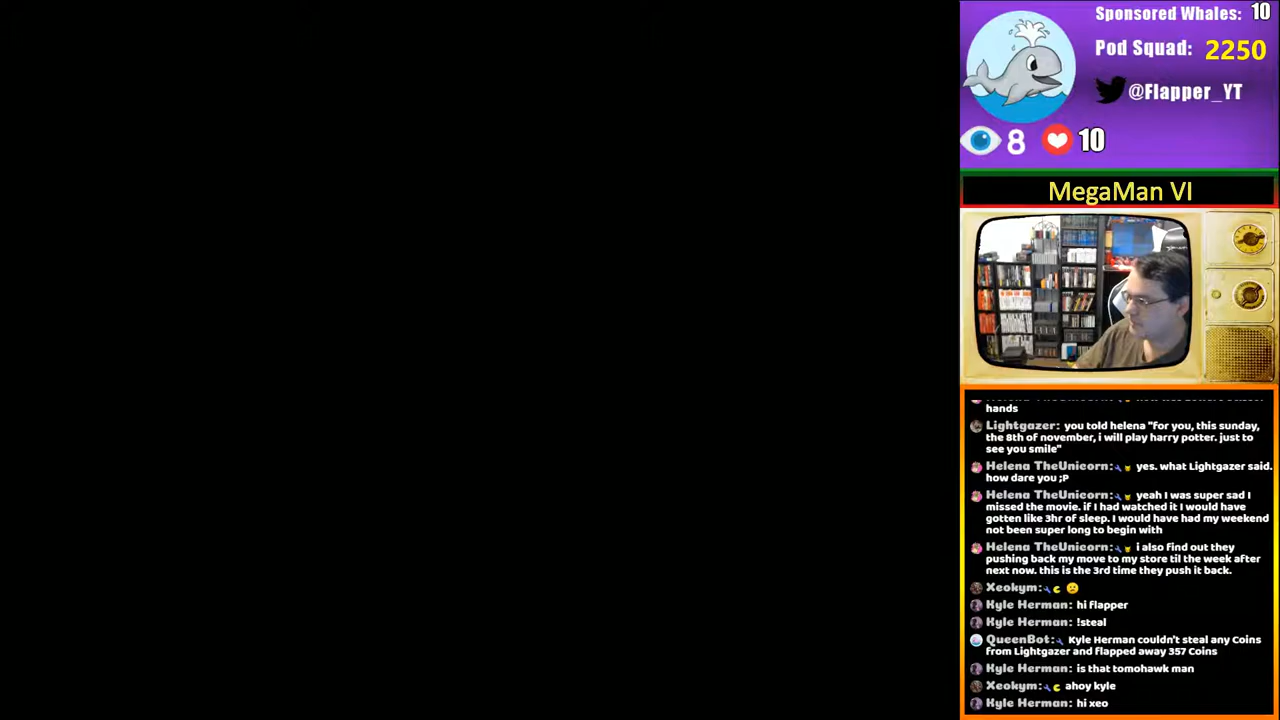 Sponsored Whales: 10
Pod Squad: 2250
@Flapper_YT
8 10
MegaMan VI
hands
Lightgazer: you told helena "for you, this sunday,
the 8th of november, i will play harry potter. just to
see you smile"
Helena TheUnicorn: yes. what Lightgazer said.
how dare you ;P
Helena TheUnicorn: yeah I was super sad I
missed the movie. if I had watched it I would have
gotten like 3hr of sleep. I would have had my weekend
not been super long to begin with
Helena TheUnicorn: i also find out they
pushing back my move to my store til the week after
next now. this is the 3rd time they push it back.
Xeokym: ☹️
Kyle Herman: hi flapper
Kyle Herman: !steal
QueenBot: Kyle Herman couldn't steal any Coins
from Lightgazer and flapped away 357 Coins
Kyle Herman: is that tomohawk man
Xeokym: ahoy kyle
Kyle Herman: hi xeo